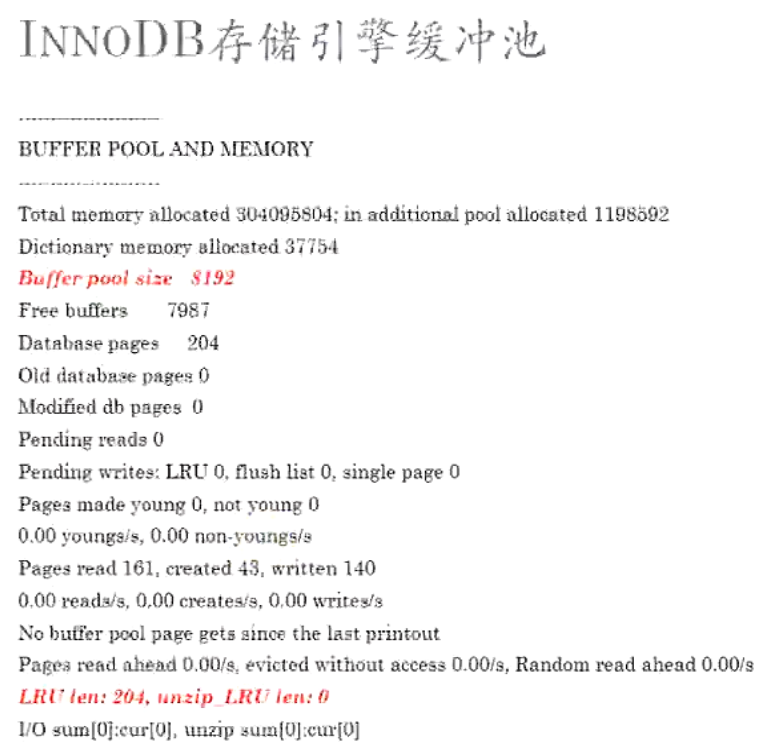 INNODB存储引擎缓冲池
----------------------
BUFFER POOL AND MEMORY
----------------------
Total memory allocated 304095804; in additional pool allocated 1198592
Dictionary memory allocated 37754
Buffer pool size 8192
Free buffers 7987
Database pages 204
Old database pages 0
Modified db pages 0
Pending reads 0
Pending writes: LRU 0, flush list 0, single page 0
Pages made young 0, not young 0
0.00 youngs/s, 0.00 non-youngs/s
Pages read 161, created 43, written 140
0.00 reads/s, 0.00 creates/s, 0.00 writes/s
No buffer pool page gets since the last printout
Pages read ahead 0.00/s, evicted without access 0.00/s, Random read ahead 0.00/s
LRU len: 204, unzip_LRU len: 0
I/O sum[0]:cur[0], unzip sum[0]:cur[0]